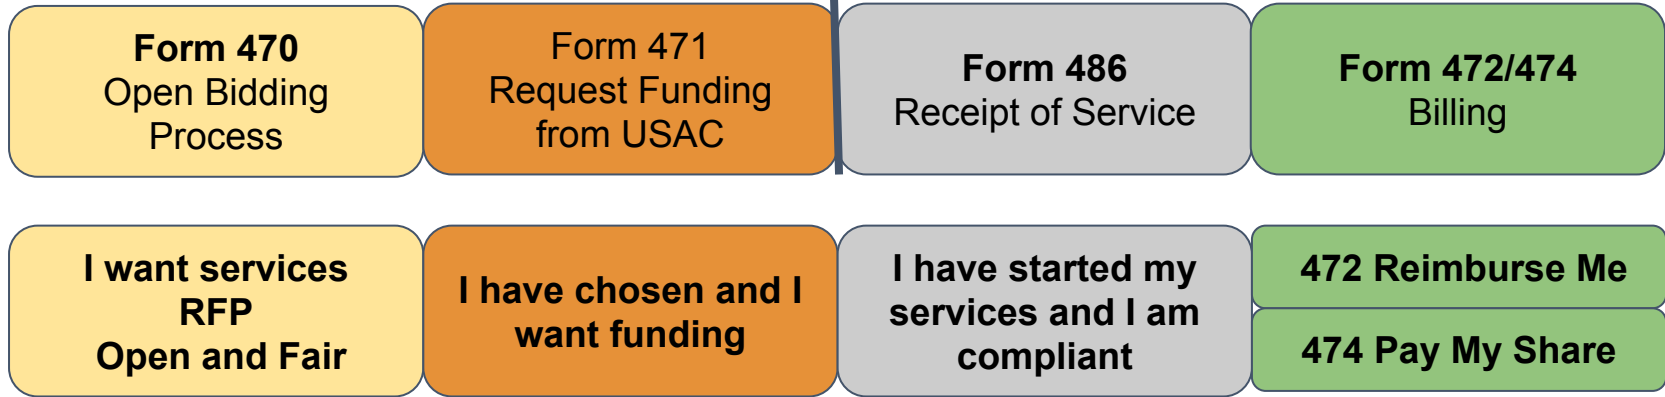 Form 470
Open Bidding
Process
Form 471
Request Funding
from USAC
Form 486
Receipt of Service
Form 472/474
Billing
I want services
RFP
Open and Fair
I have chosen and I
want funding
I have started my
services and I am
compliant
472 Reimburse Me
474 Pay My Share